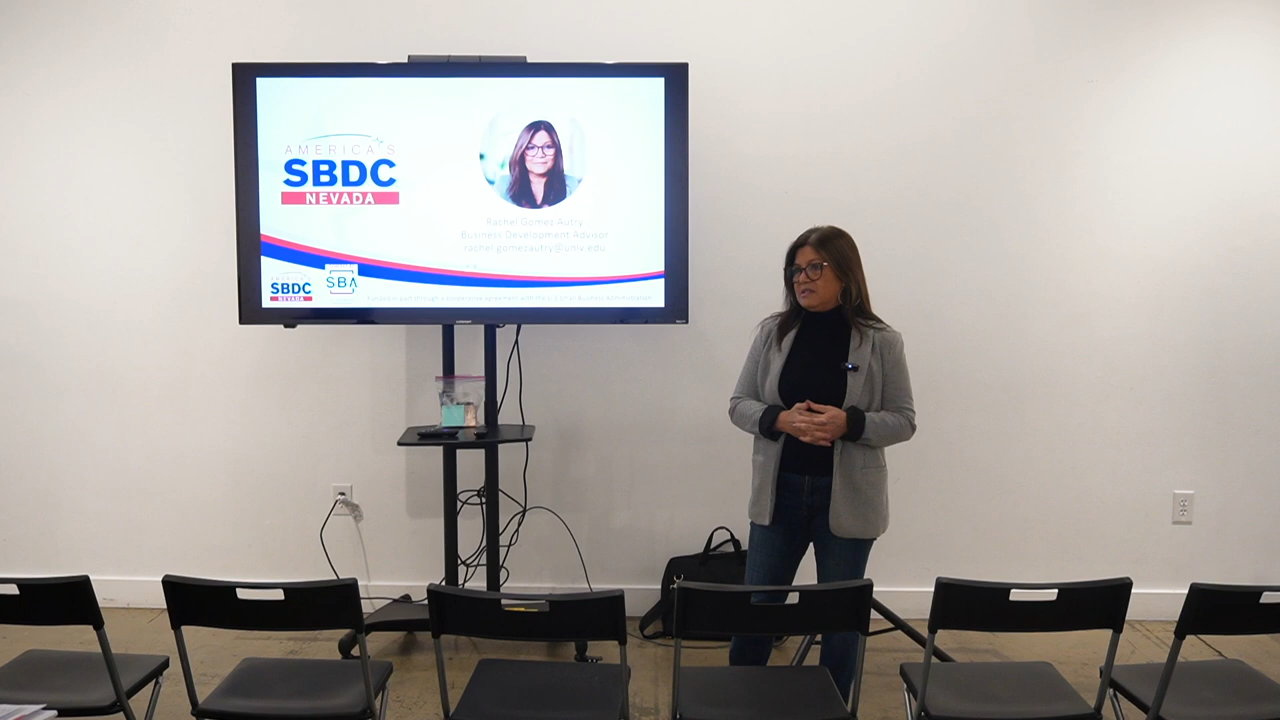 AMERICA'S
SBDC
NEVADA
Rachel Gomez Autry
Business Development Advisor
rachel.gomezautry@unlv.edu
AMERICA'S
SBDC
NEVADA
SBA
Funded in part through a cooperative agreement with the U.S. Small Business Administration